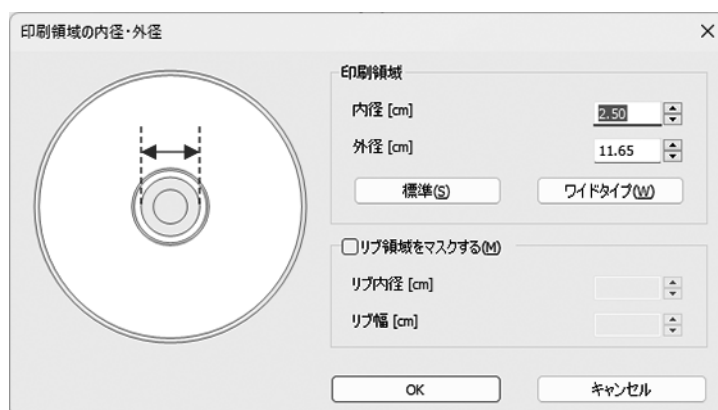 印刷領域の内径・外径
印刷領域
内径 [cm] 2.50
外径 [cm] 11.65
標準(S) ワイドタイプ(W)
リブ領域をマスクする(M)
リブ内径 [cm]
リブ幅 [cm]
OK キャンセル